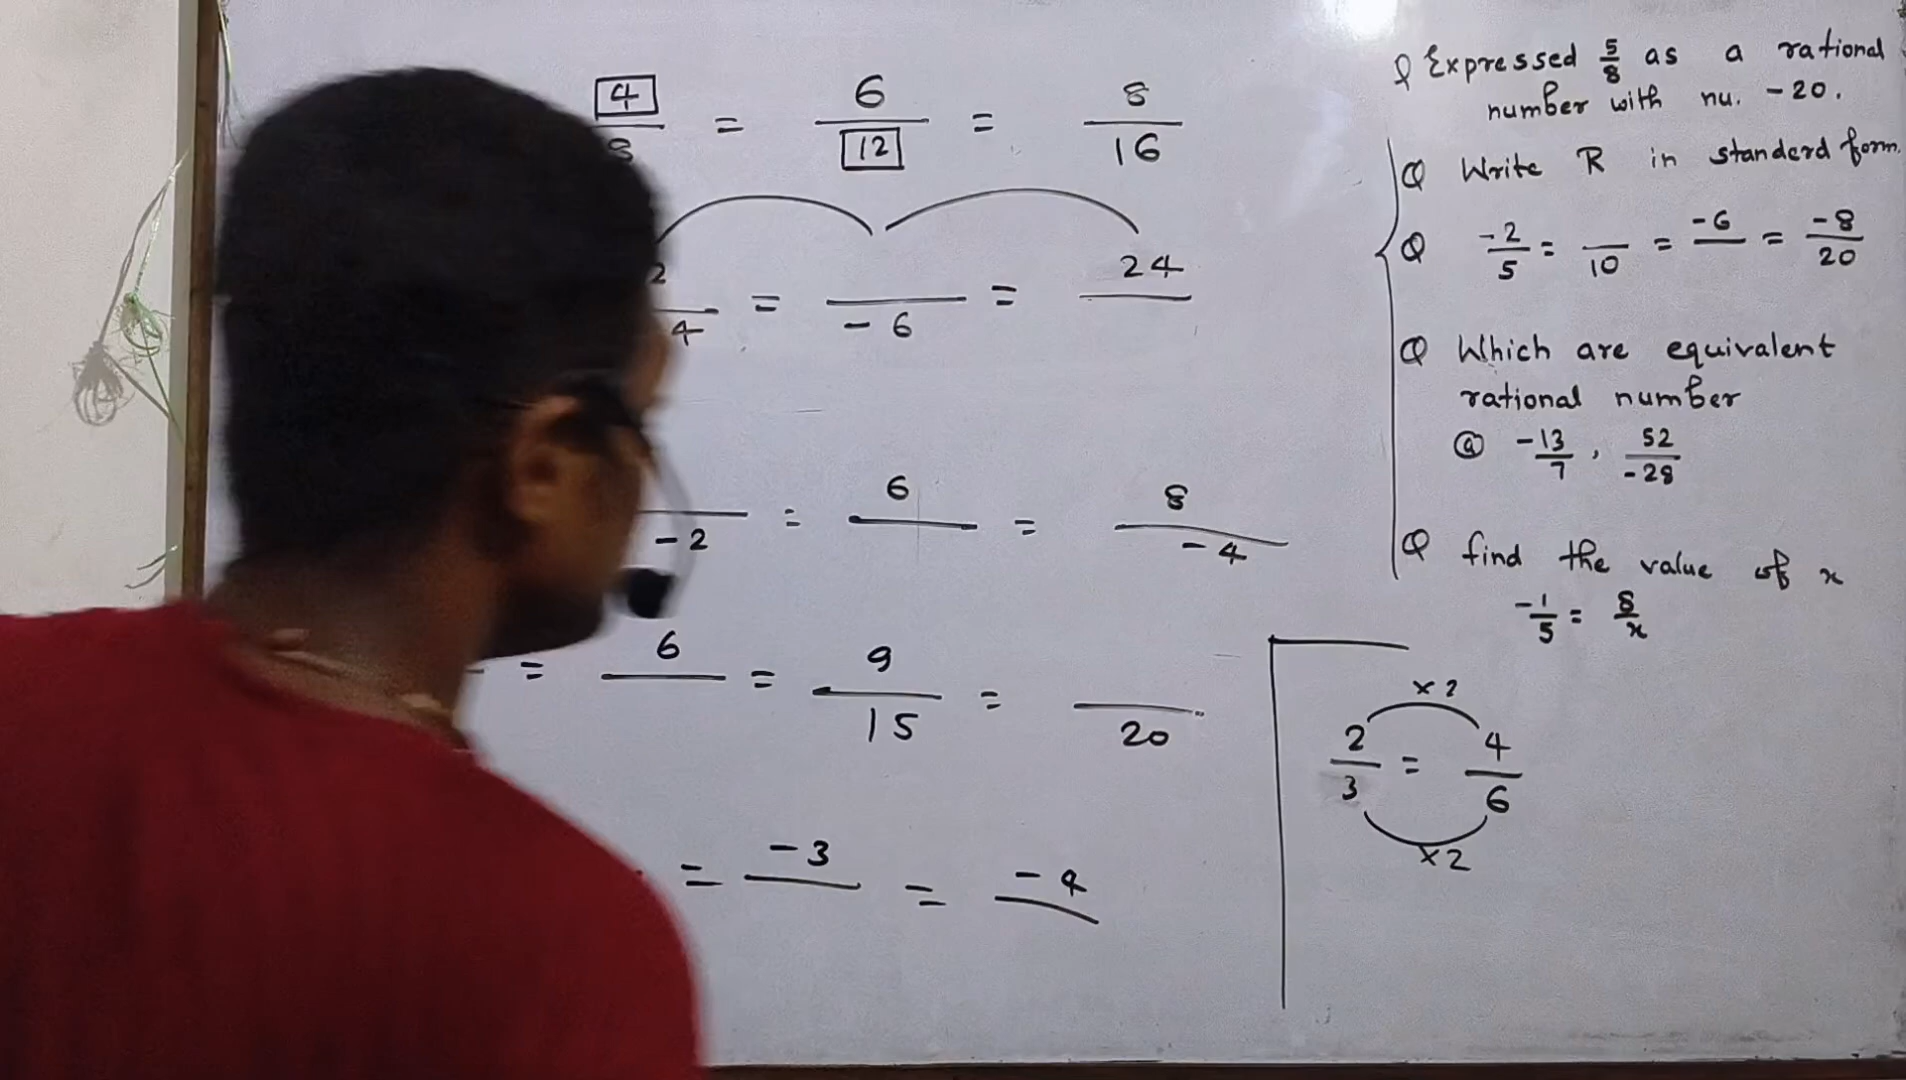 4/8 = 6/12 = 8/16
2/4 = /-6 = 24/
/-2 = 6/ = 8/-4
= 6/ = 9/15 = /20
= -3/ = -4/
Q Expressed 5/8 as a rational
number with nu. -20.
Q Write R in standerd form.
Q -2/5 = /10 = -6/ = -8/20
Q Which are equivalent
rational number
(a) -13/7 , 52/-28
Q find the value of x
-1/5 = 8/x
×2
2/3 = 4/6
×2